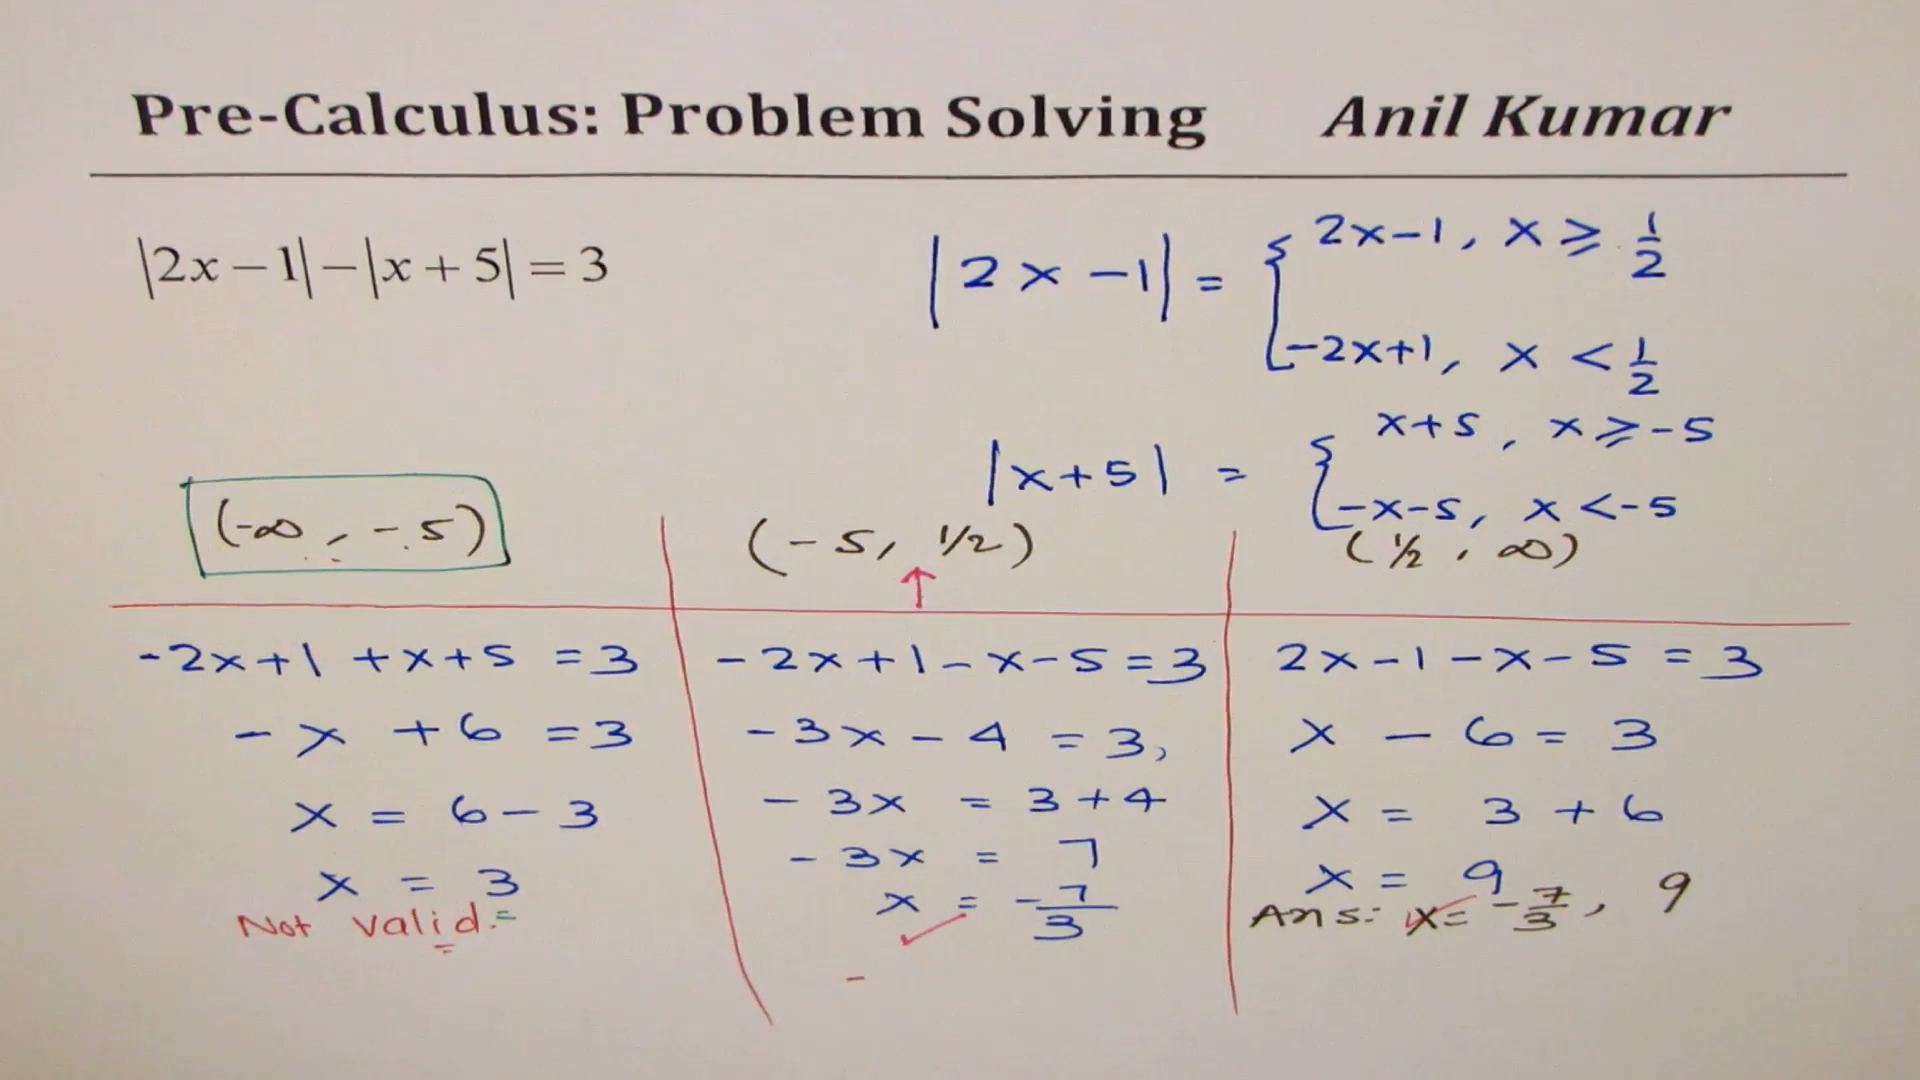 Pre-Calculus: Problem Solving Anil Kumar
|2x − 1| − |x + 5| = 3
|2x − 1| = { 2x − 1, x ≥ 1/2
−2x + 1, x < 1/2
|x + 5| = { x + 5, x ≥ −5
−x − 5, x < −5
(−∞, −5)
−2x + 1 + x + 5 = 3
−x + 6 = 3
x = 6 − 3
x = 3
Not valid.
(−5, 1/2)
−2x + 1 − x − 5 = 3
−3x − 4 = 3,
−3x = 3 + 4
−3x = 7
x = −7/3
(1/2, ∞)
2x − 1 − x − 5 = 3
x − 6 = 3
x = 3 + 6
x = 9
Ans: x = −7/3, 9